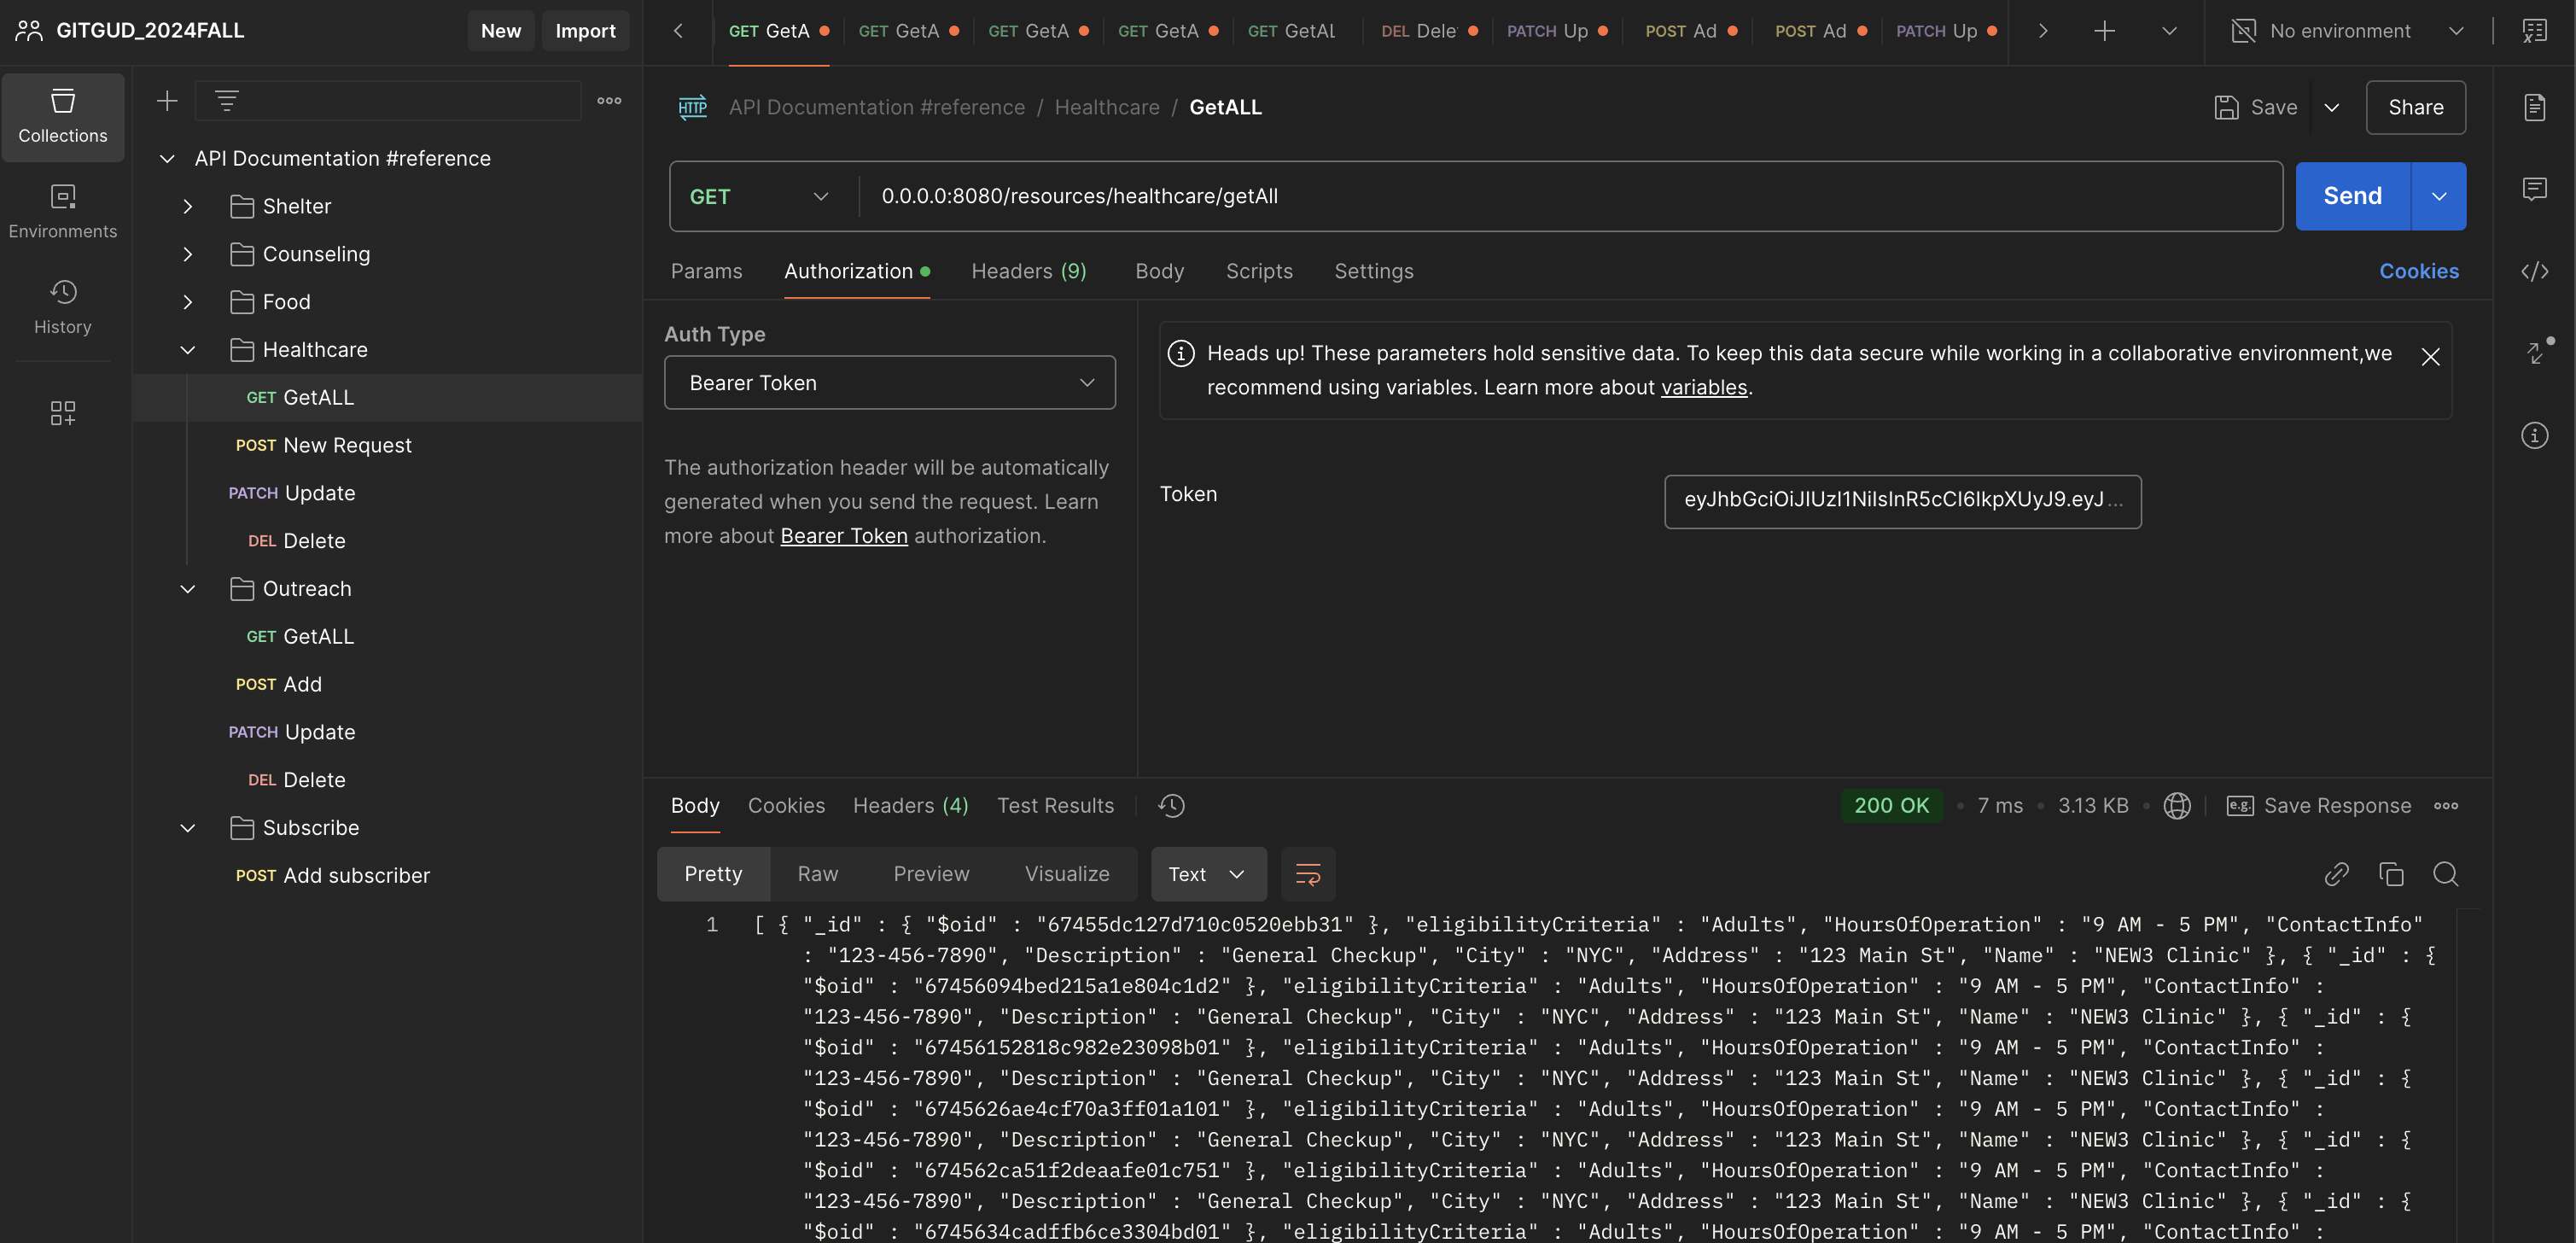 GITGUD_2024FALL
New
Import
GET GetA
GET GetA
GET GetA
GET GetA
GET GetAL
DEL Dele
PATCH Up
POST Ad
POST Ad
PATCH Up
No environment
Collections
Environments
History
API Documentation #reference
Shelter
Counseling
Food
Healthcare
GET GetALL
POST New Request
PATCH Update
DEL Delete
Outreach
GET GetALL
POST Add
PATCH Update
DEL Delete
Subscribe
POST Add subscriber
HTTP API Documentation #reference / Healthcare / GetALL
Save
Share
GET
0.0.0.0:8080/resources/healthcare/getAll
Send
Params
Authorization
Headers (9)
Body
Scripts
Settings
Cookies
Auth Type
Bearer Token
The authorization header will be automatically
generated when you send the request. Learn
more about Bearer Token authorization.
Heads up! These parameters hold sensitive data. To keep this data secure while working in a collaborative environment,we
recommend using variables. Learn more about variables.
Token
eyJhbGciOiJIUzI1NiIsInR5cCI6IkpXUyJ9.eyJ...
Body
Cookies
Headers (4)
Test Results
200 OK
7 ms
3.13 KB
e.g. Save Response
Pretty
Raw
Preview
Visualize
Text
1 [ { "_id" : { "$oid" : "67455dc127d710c0520ebb31" }, "eligibilityCriteria" : "Adults", "HoursOfOperation" : "9 AM - 5 PM", "ContactInfo"
: "123-456-7890", "Description" : "General Checkup", "City" : "NYC", "Address" : "123 Main St", "Name" : "NEW3 Clinic" }, { "_id" : {
"$oid" : "67456094bed215a1e804c1d2" }, "eligibilityCriteria" : "Adults", "HoursOfOperation" : "9 AM - 5 PM", "ContactInfo" :
"123-456-7890", "Description" : "General Checkup", "City" : "NYC", "Address" : "123 Main St", "Name" : "NEW3 Clinic" }, { "_id" : {
"$oid" : "67456152818c982e23098b01" }, "eligibilityCriteria" : "Adults", "HoursOfOperation" : "9 AM - 5 PM", "ContactInfo" :
"123-456-7890", "Description" : "General Checkup", "City" : "NYC", "Address" : "123 Main St", "Name" : "NEW3 Clinic" }, { "_id" : {
"$oid" : "6745626ae4cf70a3ff01a101" }, "eligibilityCriteria" : "Adults", "HoursOfOperation" : "9 AM - 5 PM", "ContactInfo" :
"123-456-7890", "Description" : "General Checkup", "City" : "NYC", "Address" : "123 Main St", "Name" : "NEW3 Clinic" }, { "_id" : {
"$oid" : "674562ca51f2deaafe01c751" }, "eligibilityCriteria" : "Adults", "HoursOfOperation" : "9 AM - 5 PM", "ContactInfo" :
"123-456-7890", "Description" : "General Checkup", "City" : "NYC", "Address" : "123 Main St", "Name" : "NEW3 Clinic" }, { "_id" : {
"$oid" : "6745634cadffb6ce3304bd01" }, "eligibilityCriteria" : "Adults", "HoursOfOperation" : "9 AM - 5 PM", "ContactInfo" :